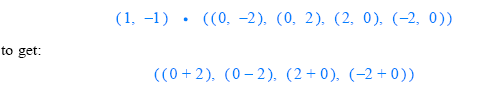 (1, −1) • ((0, −2), (0, 2), (2, 0), (−2, 0))
to get:
((0 + 2), (0 − 2), (2 + 0), (−2 + 0))